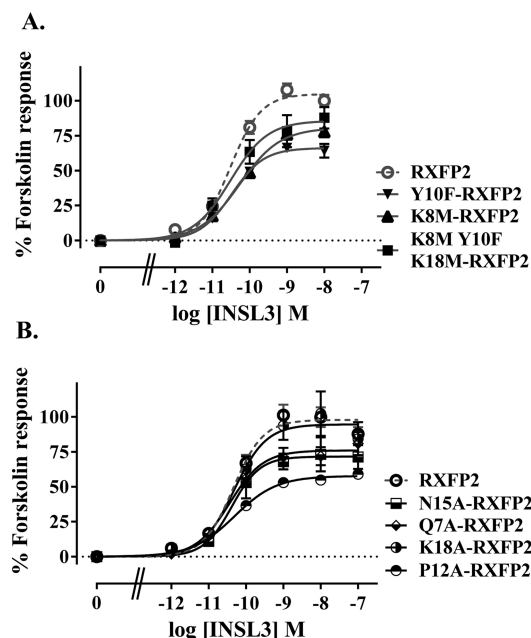 A.
% Forskolin response
100
75
50
25
0
0
-12
-11
-10
-9
-8
-7
log [INSL3] M
RXFP2
Y10F-RXFP2
K8M-RXFP2
K8M Y10F
K18M-RXFP2
B.
% Forskolin response
100
75
50
25
0
0
-12
-11
-10
-9
-8
-7
log [INSL3] M
RXFP2
N15A-RXFP2
Q7A-RXFP2
K18A-RXFP2
P12A-RXFP2